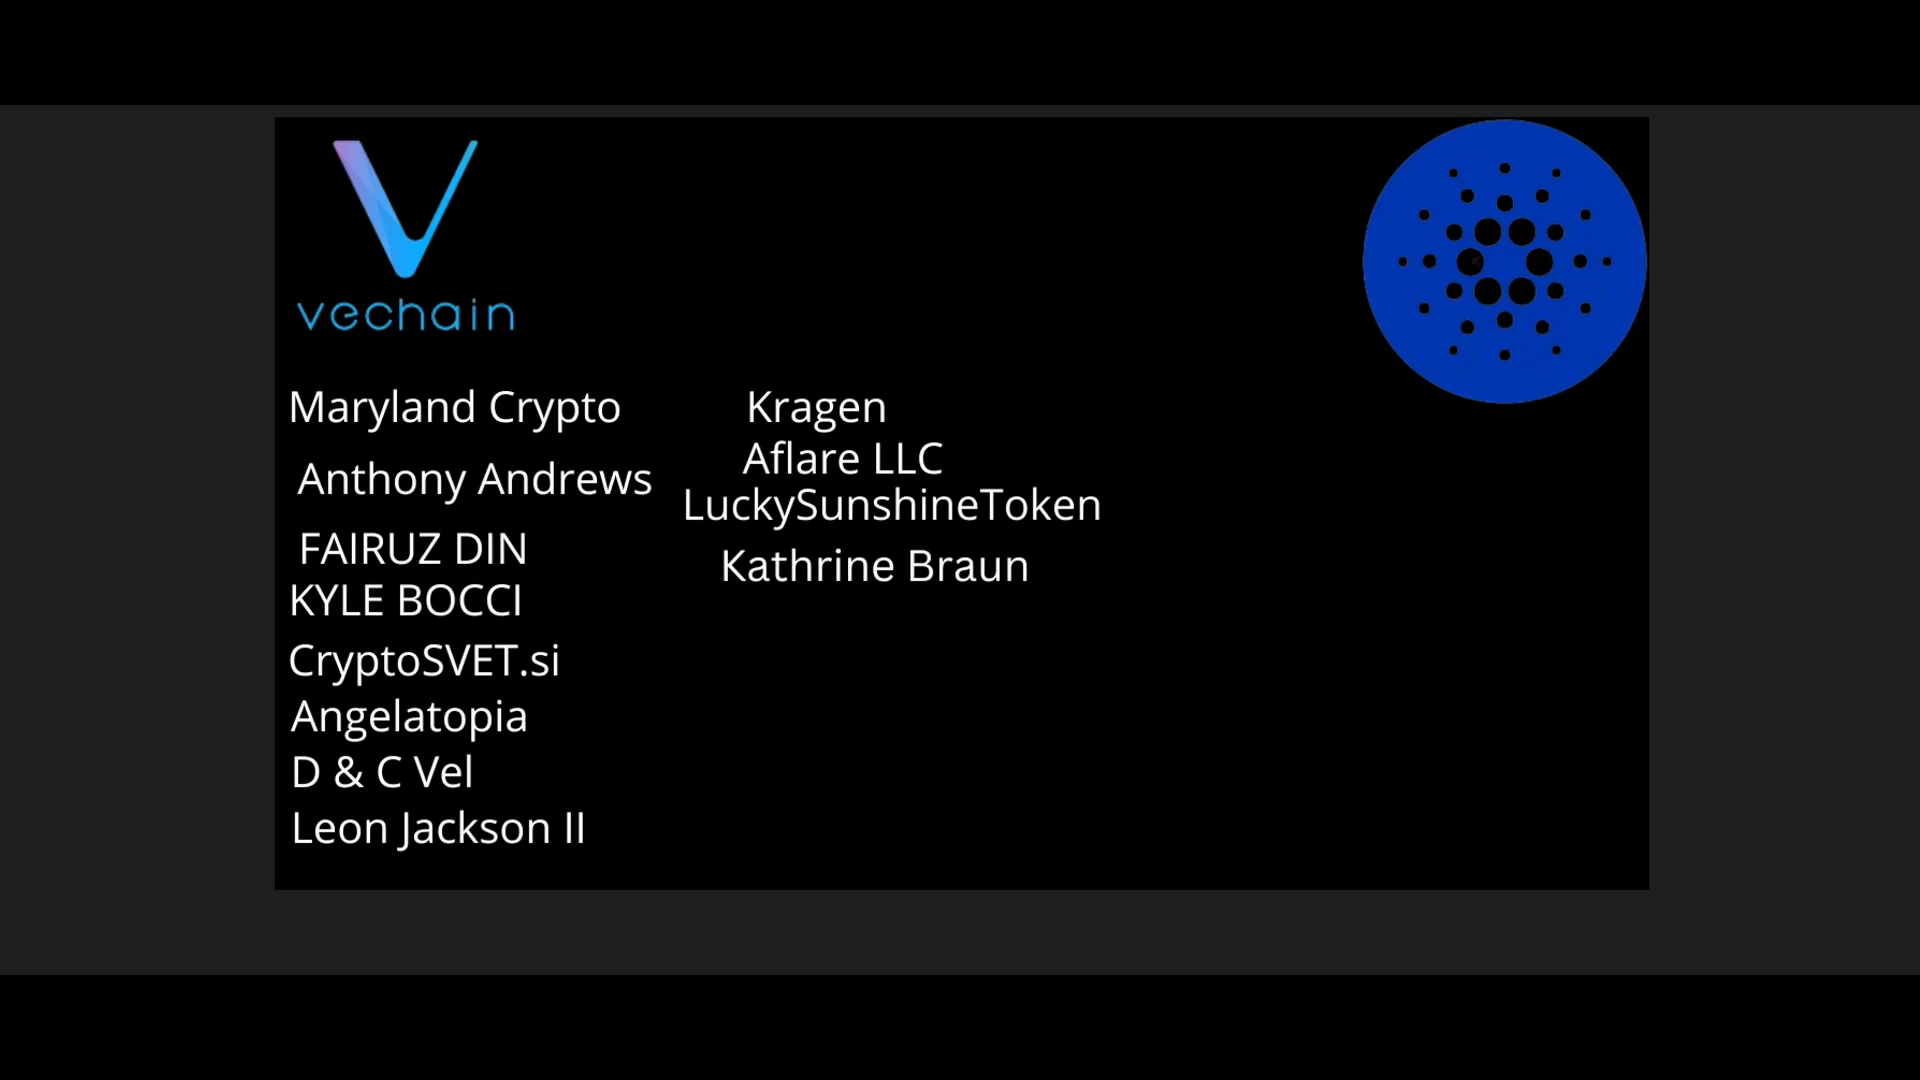 vechain
Maryland Crypto
Anthony Andrews
FAIRUZ DIN
KYLE BOCCI
CryptoSVET.si
Angelatopia
D & C Vel
Leon Jackson II
Kragen
Aflare LLC
LuckySunshineToken
Kathrine Braun